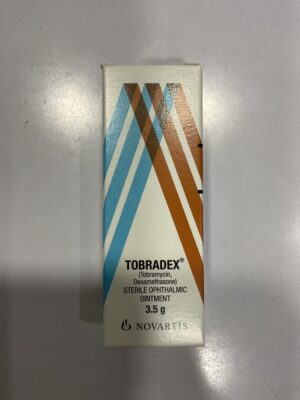 TOBRADEX®
(Tobramycin,
Dexamethasone)
STERILE OPHTHALMIC
OINTMENT
3.5 g
NOVARTIS